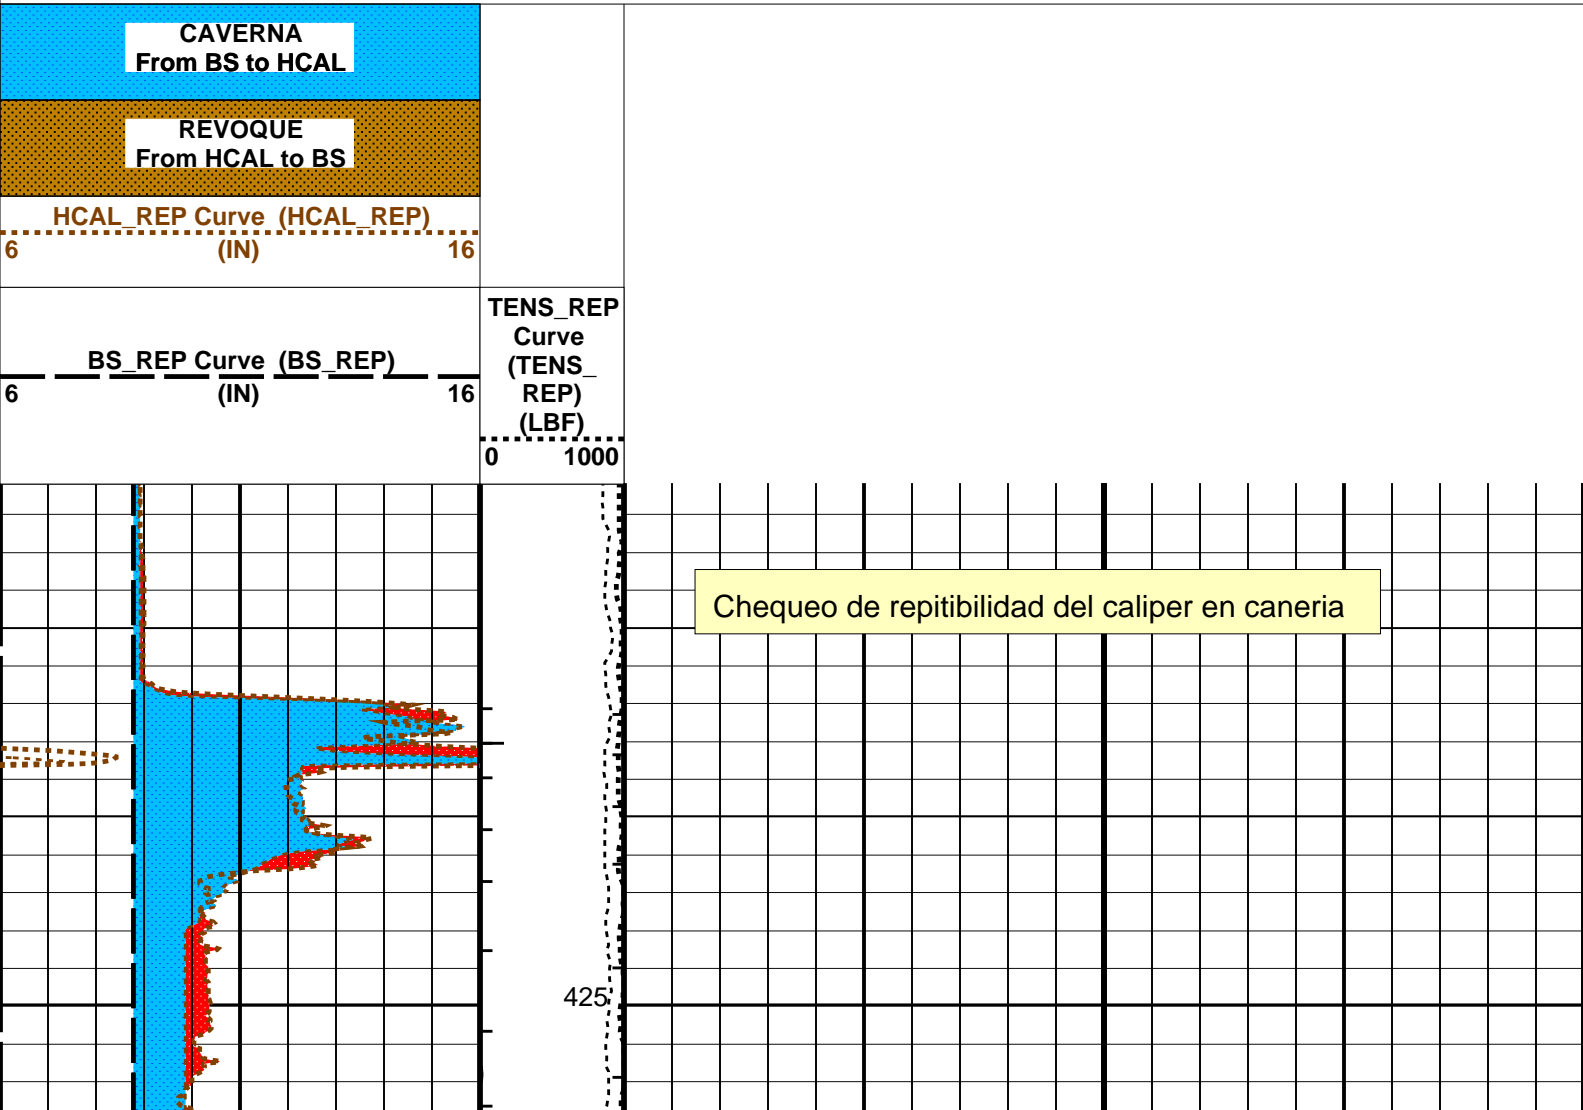 CAVERNA
From BS to HCAL
REVOQUE
From HCAL to BS
HCAL_REP Curve (HCAL_REP)
6 (IN) 16
BS_REP Curve (BS_REP)
6 (IN) 16
TENS_REP
Curve
(TENS_
REP)
(LBF)
0 1000
Chequeo de repitibilidad del caliper en caneria
425